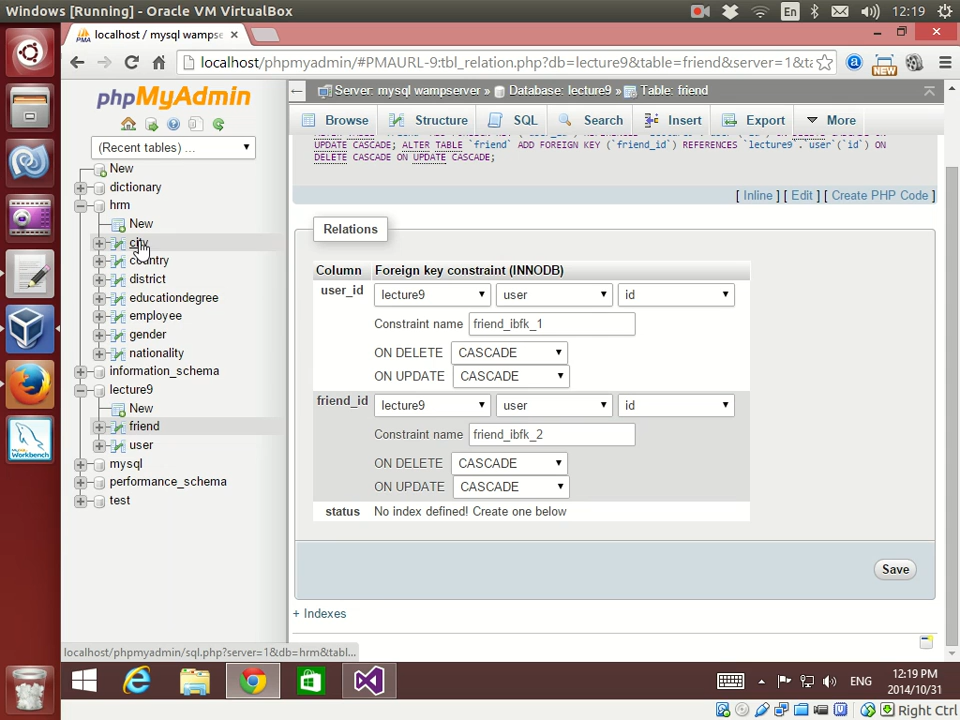 Windows [Running] - Oracle VM VirtualBox
En
12:19
localhost / mysql wampse
localhost/phpmyadmin/#PMAURL-9:tbl_relation.php?db=lecture9&table=friend&server=1&ta
NEW
phpMyAdmin
(Recent tables) ...
New
dictionary
hrm
New
city
country
district
educationdegree
employee
gender
nationality
information_schema
lecture9
New
friend
user
mysql
performance_schema
test
Server: mysql wampserver » Database: lecture9 » Table: friend
Browse Structure SQL Search Insert Export More
UPDATE CASCADE; ALTER TABLE `friend` ADD FOREIGN KEY (`friend_id`) REFERENCES `lecture9`.`user`(`id`) ON
DELETE CASCADE ON UPDATE CASCADE;
[ Inline ] [ Edit ] [ Create PHP Code ]
Relations
Column Foreign key constraint (INNODB)
user_id lecture9 user id
Constraint name friend_ibfk_1
ON DELETE CASCADE
ON UPDATE CASCADE
friend_id lecture9 user id
Constraint name friend_ibfk_2
ON DELETE CASCADE
ON UPDATE CASCADE
status No index defined! Create one below
Save
+ Indexes
localhost/phpmyadmin/sql.php?server=1&db=hrm&tabl...
MySQL
Workbench
ENG
12:19 PM
2014/10/31
Right Ctrl